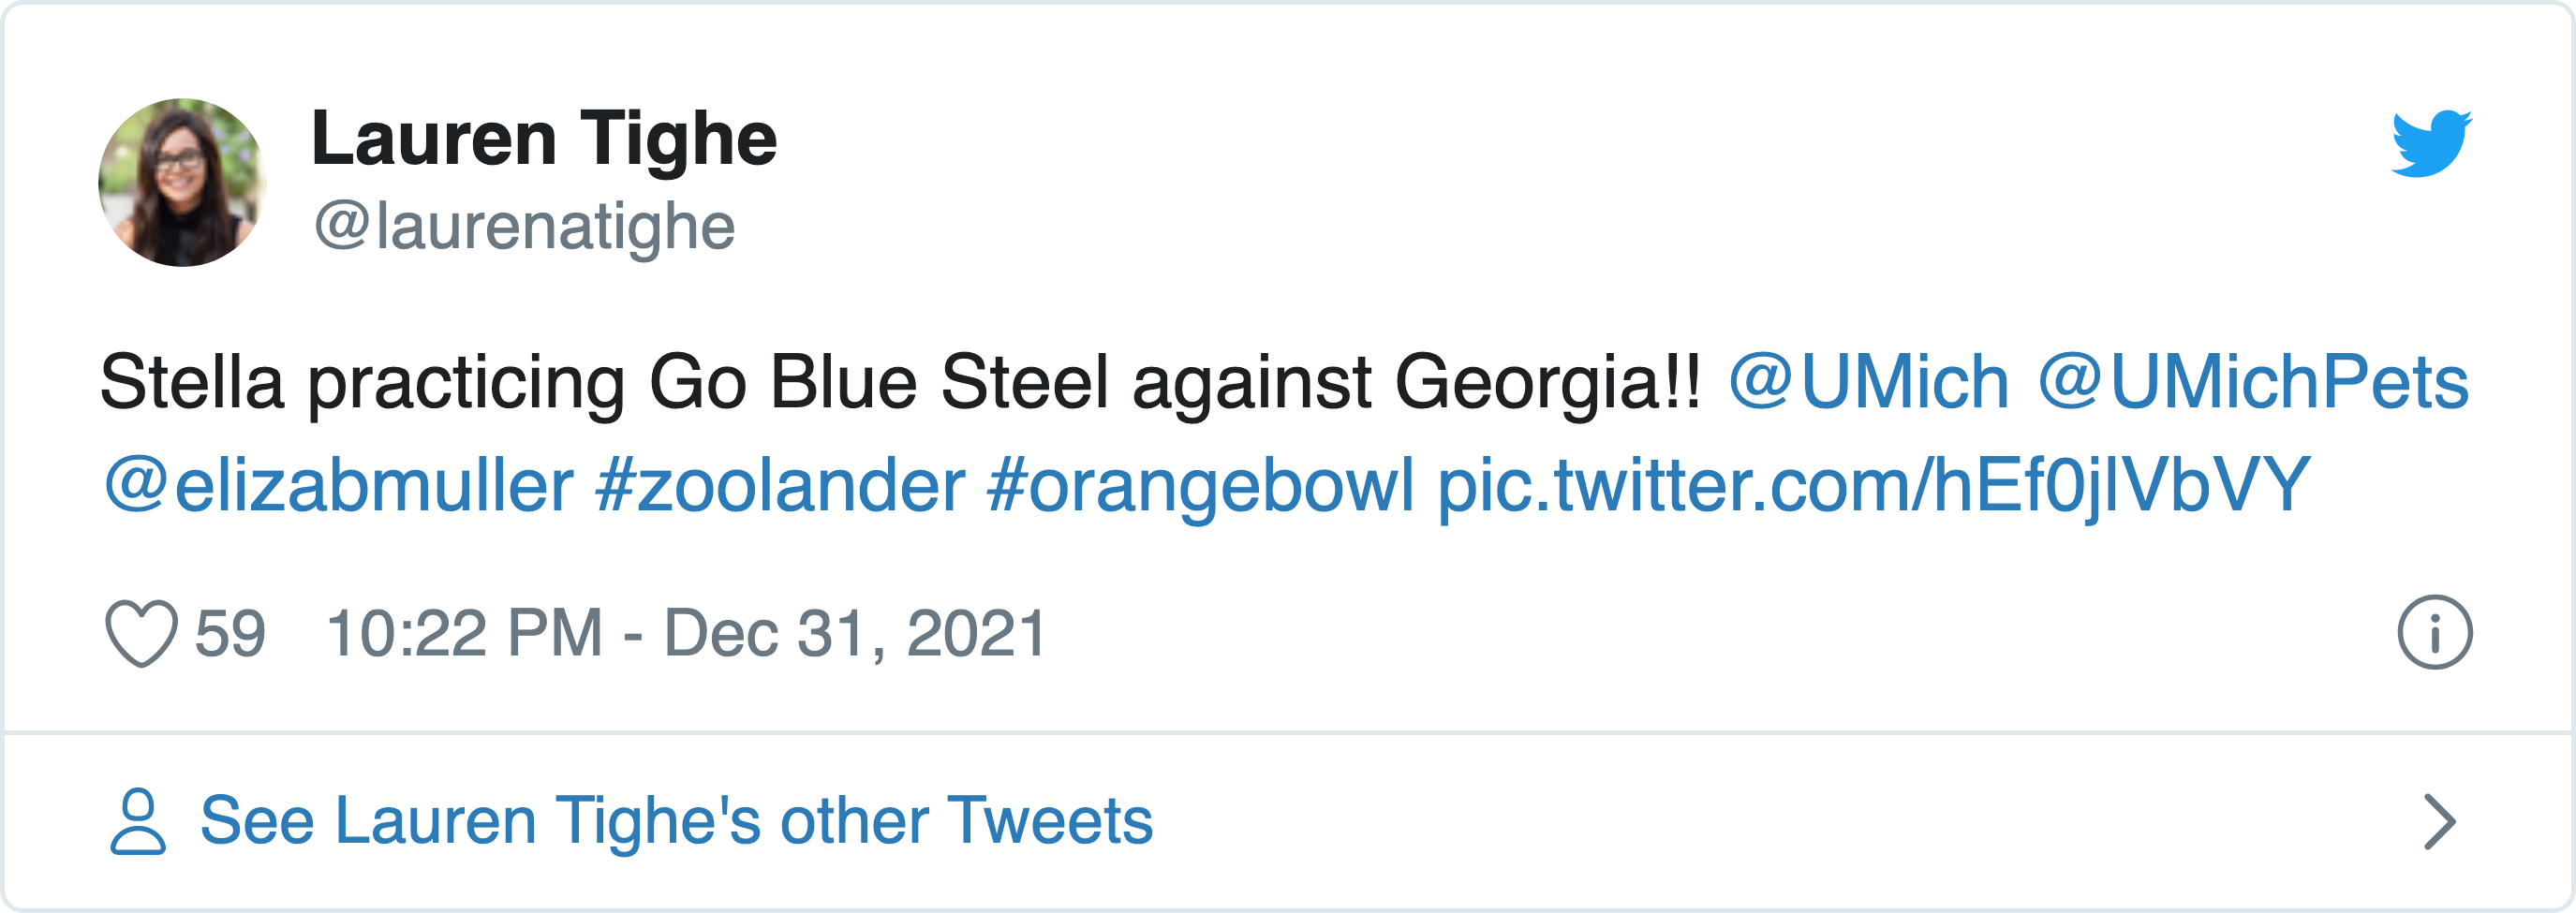 Lauren Tighe
@laurenatighe
Stella practicing Go Blue Steel against Georgia!! @UMich @UMichPets
@elizabmuller #zoolander #orangebowl pic.twitter.com/hEf0jlVbVY
59 10:22 PM - Dec 31, 2021
See Lauren Tighe's other Tweets